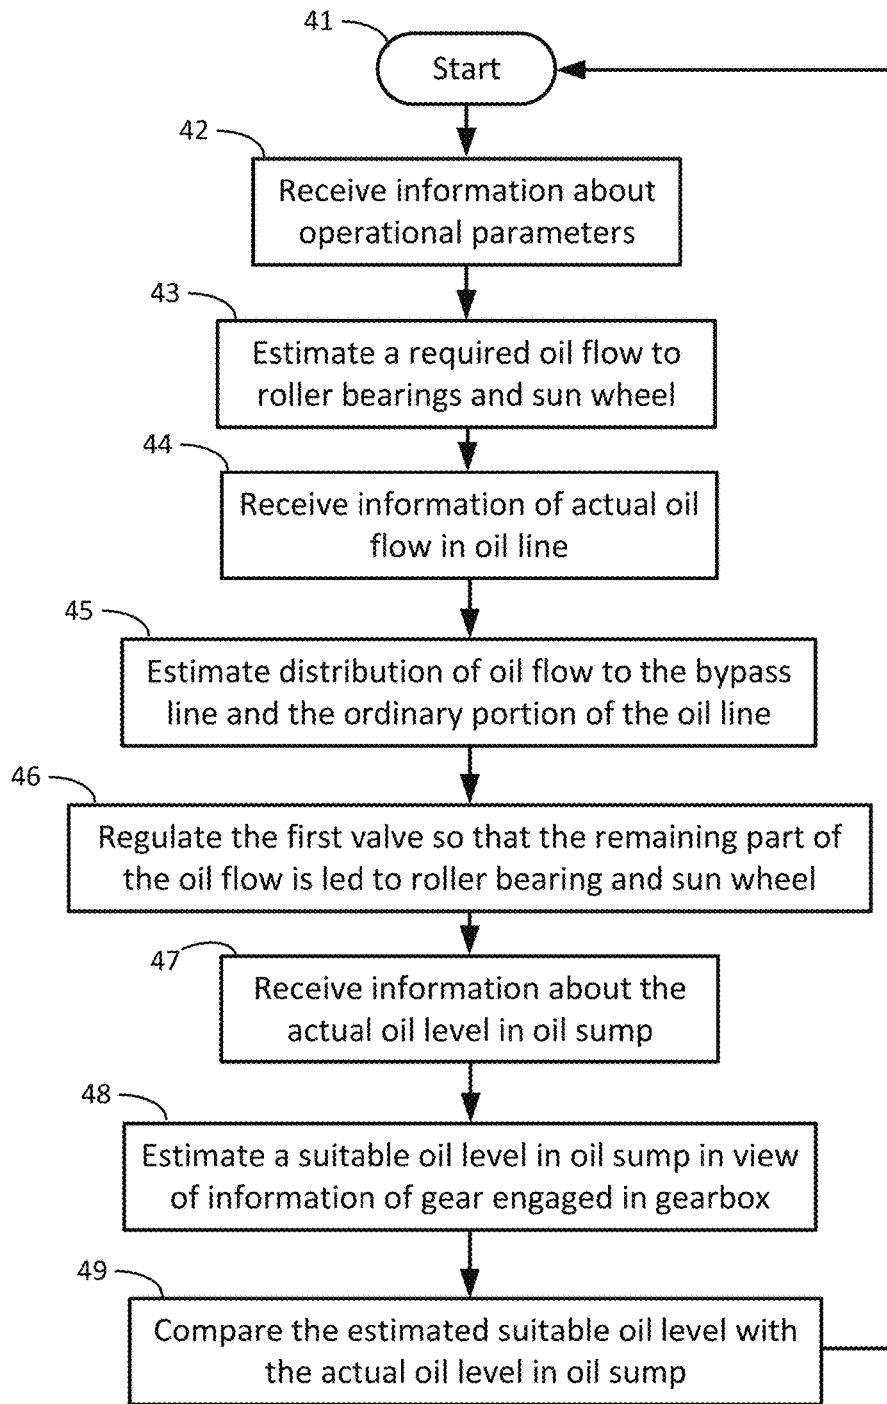 41
Start
42
Receive information about
operational parameters
43
Estimate a required oil flow to
roller bearings and sun wheel
44
Receive information of actual oil
flow in oil line
45
Estimate distribution of oil flow to the bypass
line and the ordinary portion of the oil line
46
Regulate the first valve so that the remaining part of
the oil flow is led to roller bearing and sun wheel
47
Receive information about the
actual oil level in oil sump
48
Estimate a suitable oil level in oil sump in view
of information of gear engaged in gearbox
49
Compare the estimated suitable oil level with
the actual oil level in oil sump